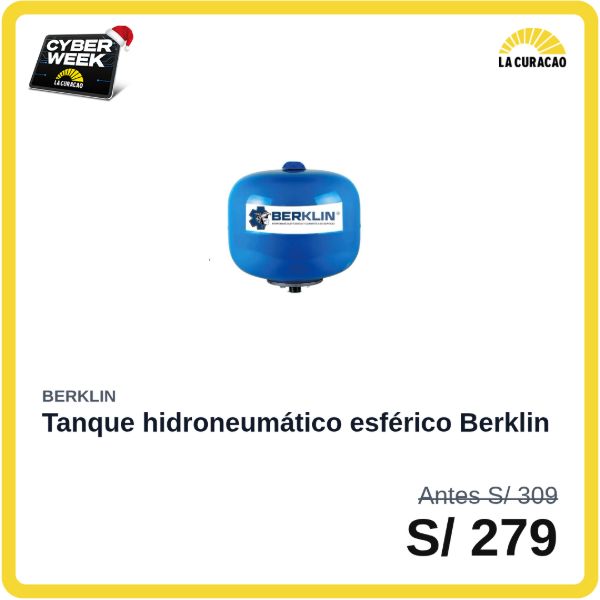 CYBER
WEEK
LA CURACAO
LA CURACAO
BERKLIN®
BERKLIN
Tanque hidroneumático esférico Berklin
Antes S/ 309
S/ 279